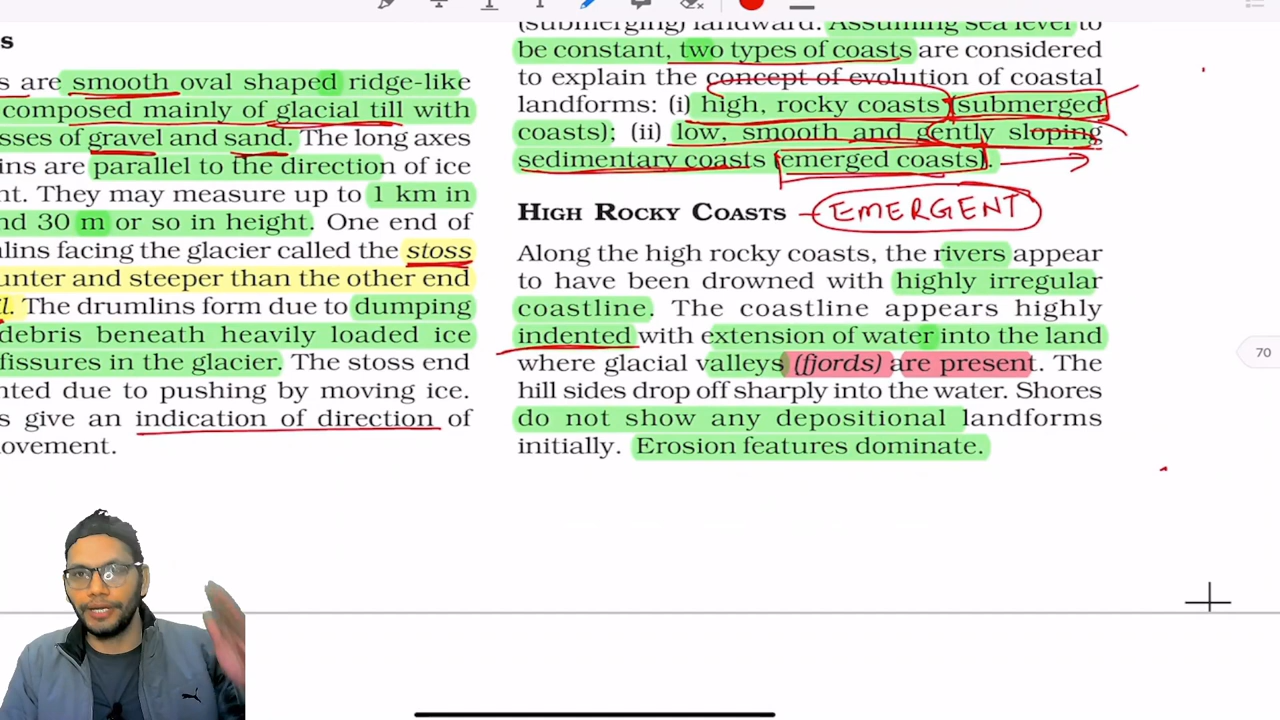 s
s are smooth oval shaped ridge-like
composed mainly of glacial till with
sses of gravel and sand. The long axes
ins are parallel to the direction of ice
nt. They may measure up to 1 km in
nd 30 m or so in height. One end of
lins facing the glacier called the stoss
unter and steeper than the other end
l. The drumlins form due to dumping
debris beneath heavily loaded ice
fissures in the glacier. The stoss end
nted due to pushing by moving ice.
s give an indication of direction of
ovement.
(submerging) landward. Assuming sea level to
be constant, two types of coasts are considered
to explain the concept of evolution of coastal
landforms: (i) high, rocky coasts (submerged
coasts); (ii) low, smooth and gently sloping
sedimentary coasts (emerged coasts).
HIGH ROCKY COASTS EMERGENT
Along the high rocky coasts, the rivers appear
to have been drowned with highly irregular
coastline. The coastline appears highly
indented with extension of water into the land
where glacial valleys (fjords) are present. The
hill sides drop off sharply into the water. Shores
do not show any depositional landforms
initially. Erosion features dominate.
70